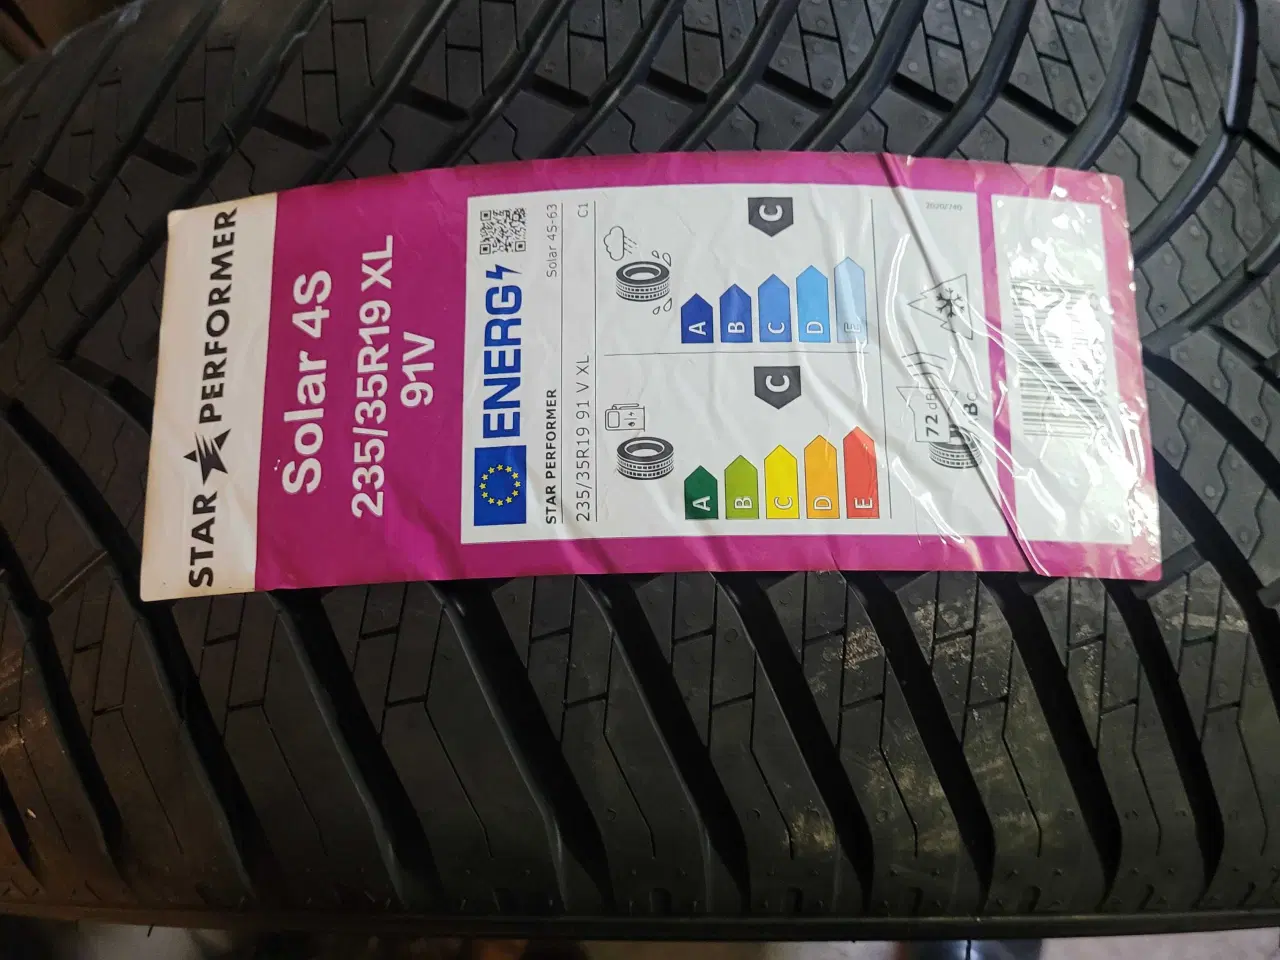 STAR PERFORMER
Solar 4S
235/35R19 XL
91V
ENERG
STAR PERFORMER
Solar 4S-63
235/35R19 91 V XL
C1
A
B
C
D
E
C
A
B
C
D
E
C
72 dB
B
2020/740